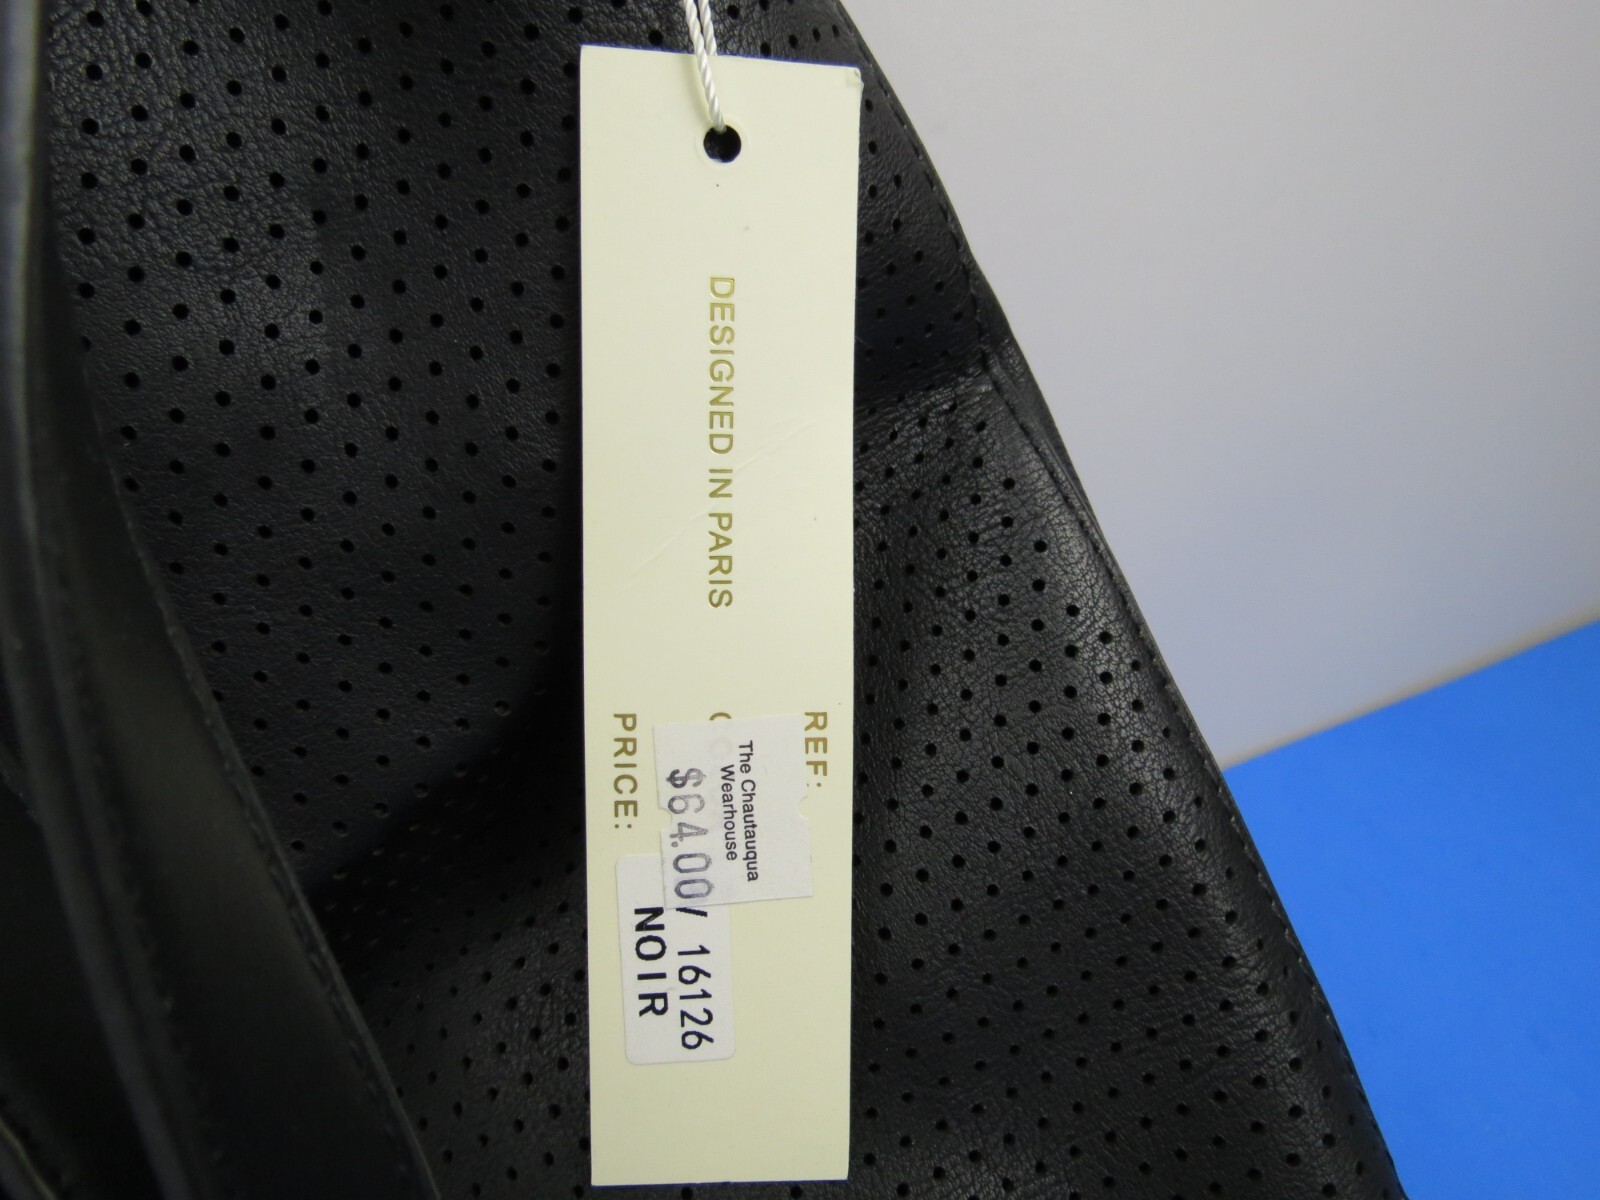 DESIGNED IN PARIS
REF:
The Chautauqua
Wearhouse
$64.00
/ 16126
NOIR
PRICE: